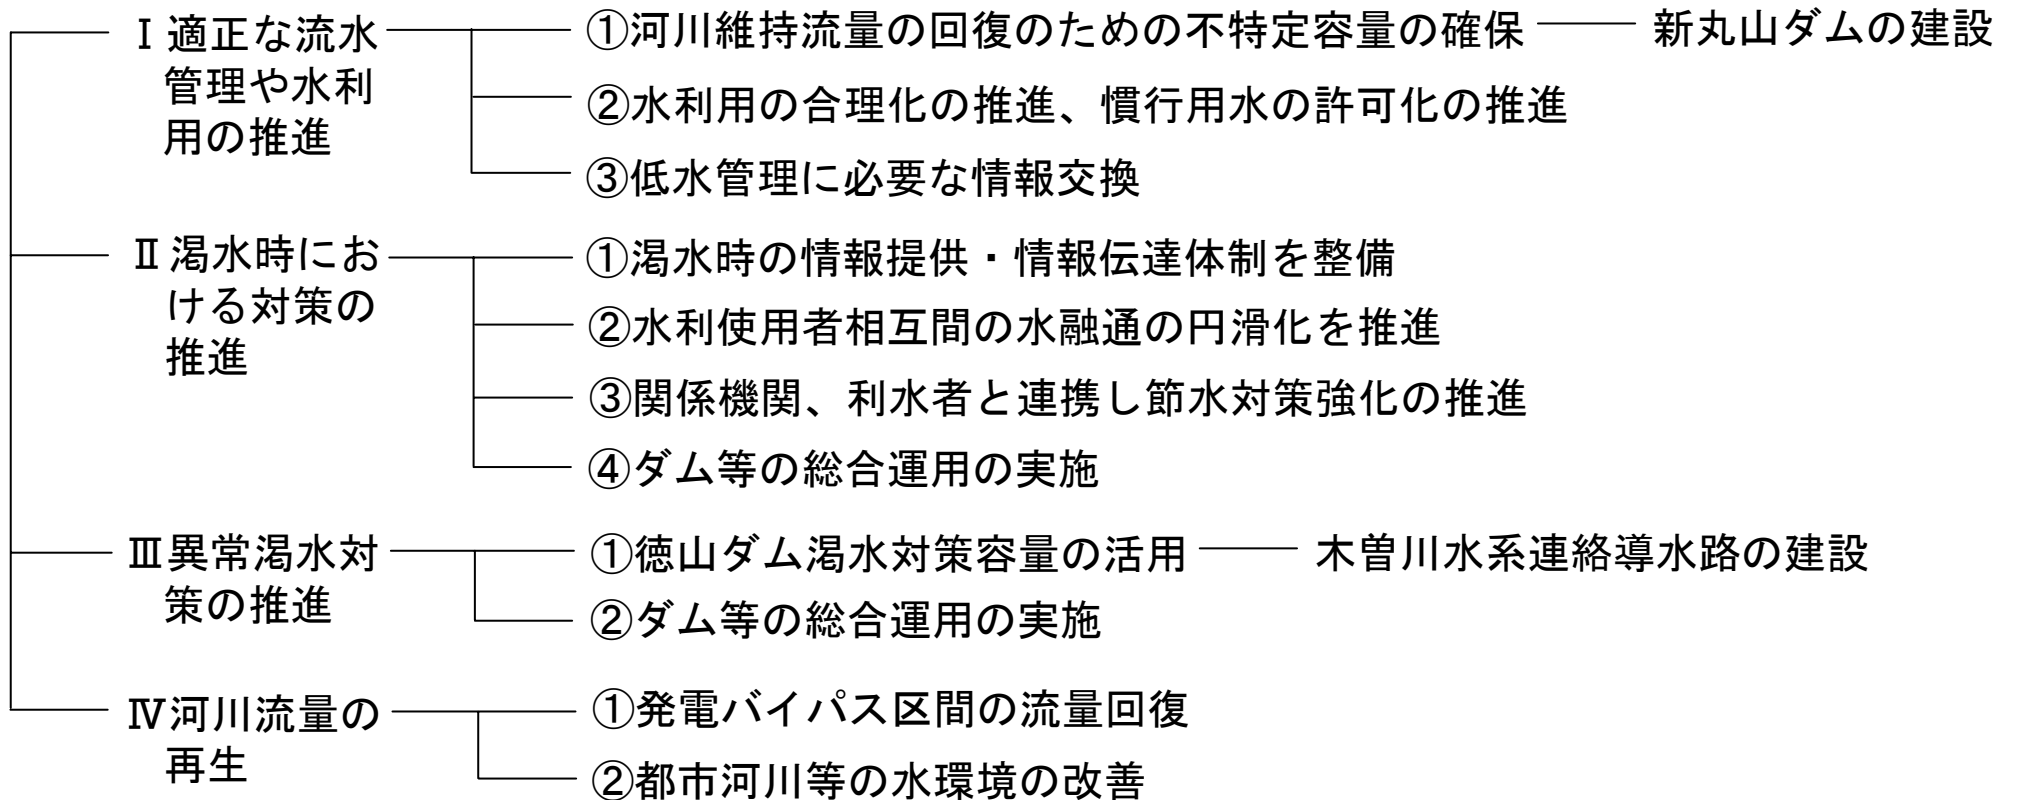 Ⅰ適正な流水
管理や水利
用の推進
①河川維持流量の回復のための不特定容量の確保
新丸山ダムの建設
②水利用の合理化の推進、慣行用水の許可化の推進
③低水管理に必要な情報交換
Ⅱ渇水時にお
ける対策の
推進
①渇水時の情報提供・情報伝達体制を整備
②水利使用者相互間の水融通の円滑化を推進
③関係機関、利水者と連携し節水対策強化の推進
④ダム等の総合運用の実施
Ⅲ異常渇水対
策の推進
①徳山ダム渇水対策容量の活用
木曽川水系連絡導水路の建設
②ダム等の総合運用の実施
Ⅳ河川流量の
再生
①発電バイパス区間の流量回復
②都市河川等の水環境の改善